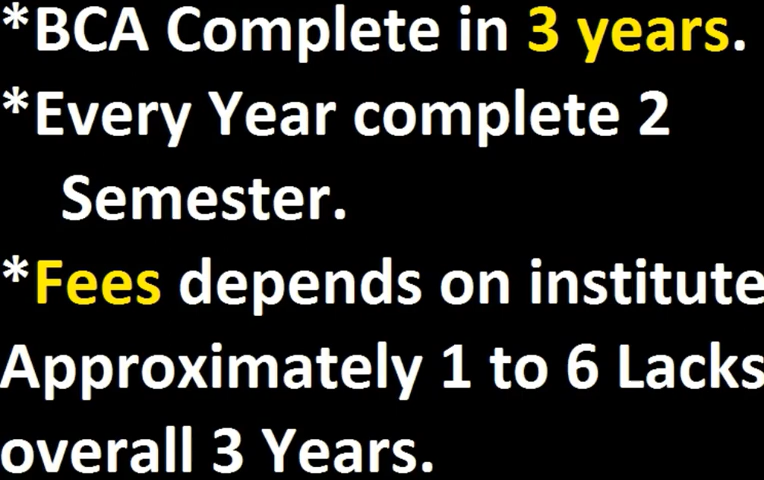 *BCA Complete in 3 years.
*Every Year complete 2
Semester.
*Fees depends on institute
Approximately 1 to 6 Lacks
overall 3 Years.